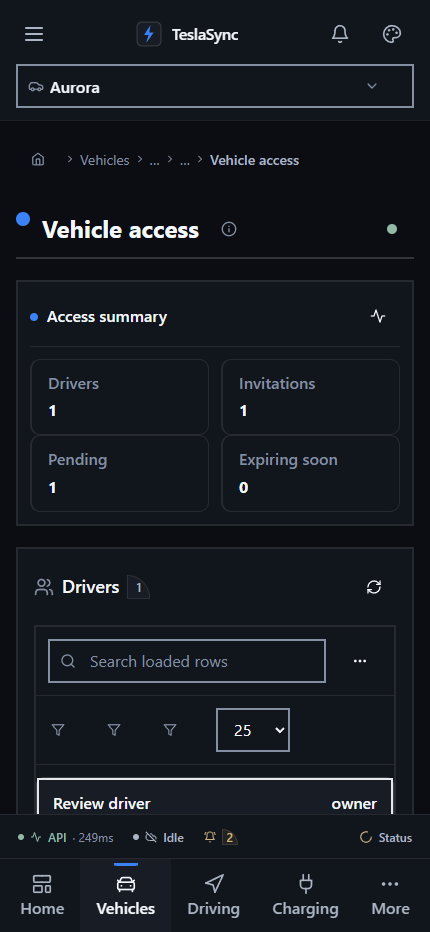 TeslaSync
Aurora
Vehicles ... ... Vehicle access
Vehicle access
Access summary
Drivers
1
Invitations
1
Pending
1
Expiring soon
0
Drivers 1
Search loaded rows
25
Review driver owner
API · 249ms Idle 2 Status
Home Vehicles Driving Charging More